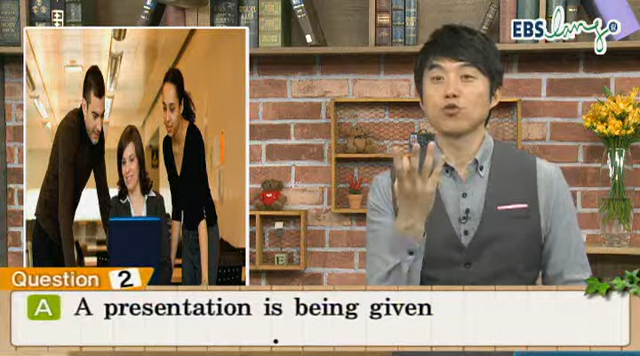 EBSlang
Question 2
A A presentation is being given
.